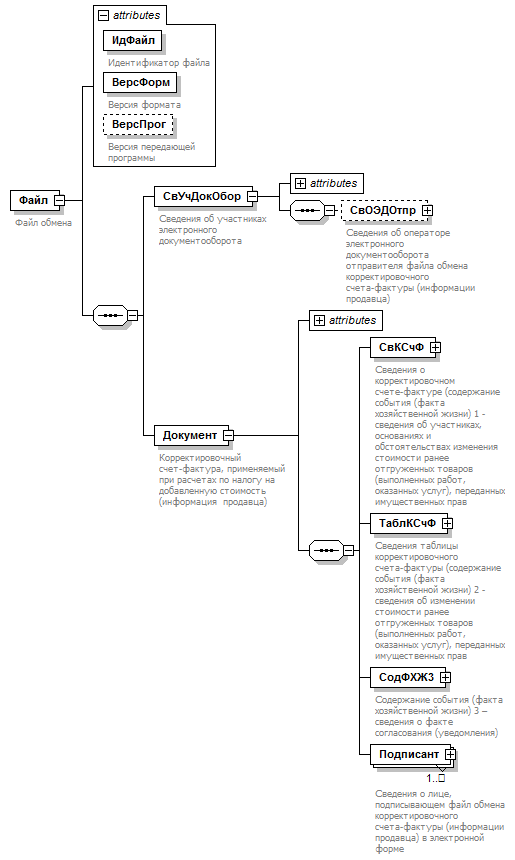 attributes
ИдФайл
Идентификатор файла
ВерсФорм
Версия формата
ВерсПрог
Версия передающей
программы
Файл
Файл обмена
СвУчДокОбор
Сведения об участниках
электронного
документооборота
attributes
СвОЭДОтпр
Сведения об операторе
электронного
документооборота
отправителя файла обмена
корректировочного
счета-фактуры (информации
продавца)
attributes
Документ
Корректировочный
счет-фактура, применяемый
при расчетах по налогу на
добавленную стоимость
(информация продавца)
СвКСчФ
Сведения о
корректировочном
счете-фактуре (содержание
события (факта
хозяйственной жизни) 1 -
сведения об участниках,
основаниях и
обстоятельствах изменения
стоимости ранее
отгруженных товаров
(выполненных работ,
оказанных услуг), переданных
имущественных прав
ТаблКСчФ
Сведения таблицы
корректировочного
счета-фактуры (содержание
события (факта
хозяйственной жизни) 2 -
сведения об изменении
стоимости ранее
отгруженных товаров
(выполненных работ,
оказанных услуг), переданных
имущественных прав
СодФХЖ3
Содержание события (факта
хозяйственной жизни) 3 –
сведения о факте
согласования (уведомления)
Подписант
1..
Сведения о лице,
подписывающем файл обмена
корректировочного
счета-фактуры (информации
продавца) в электронной
форме